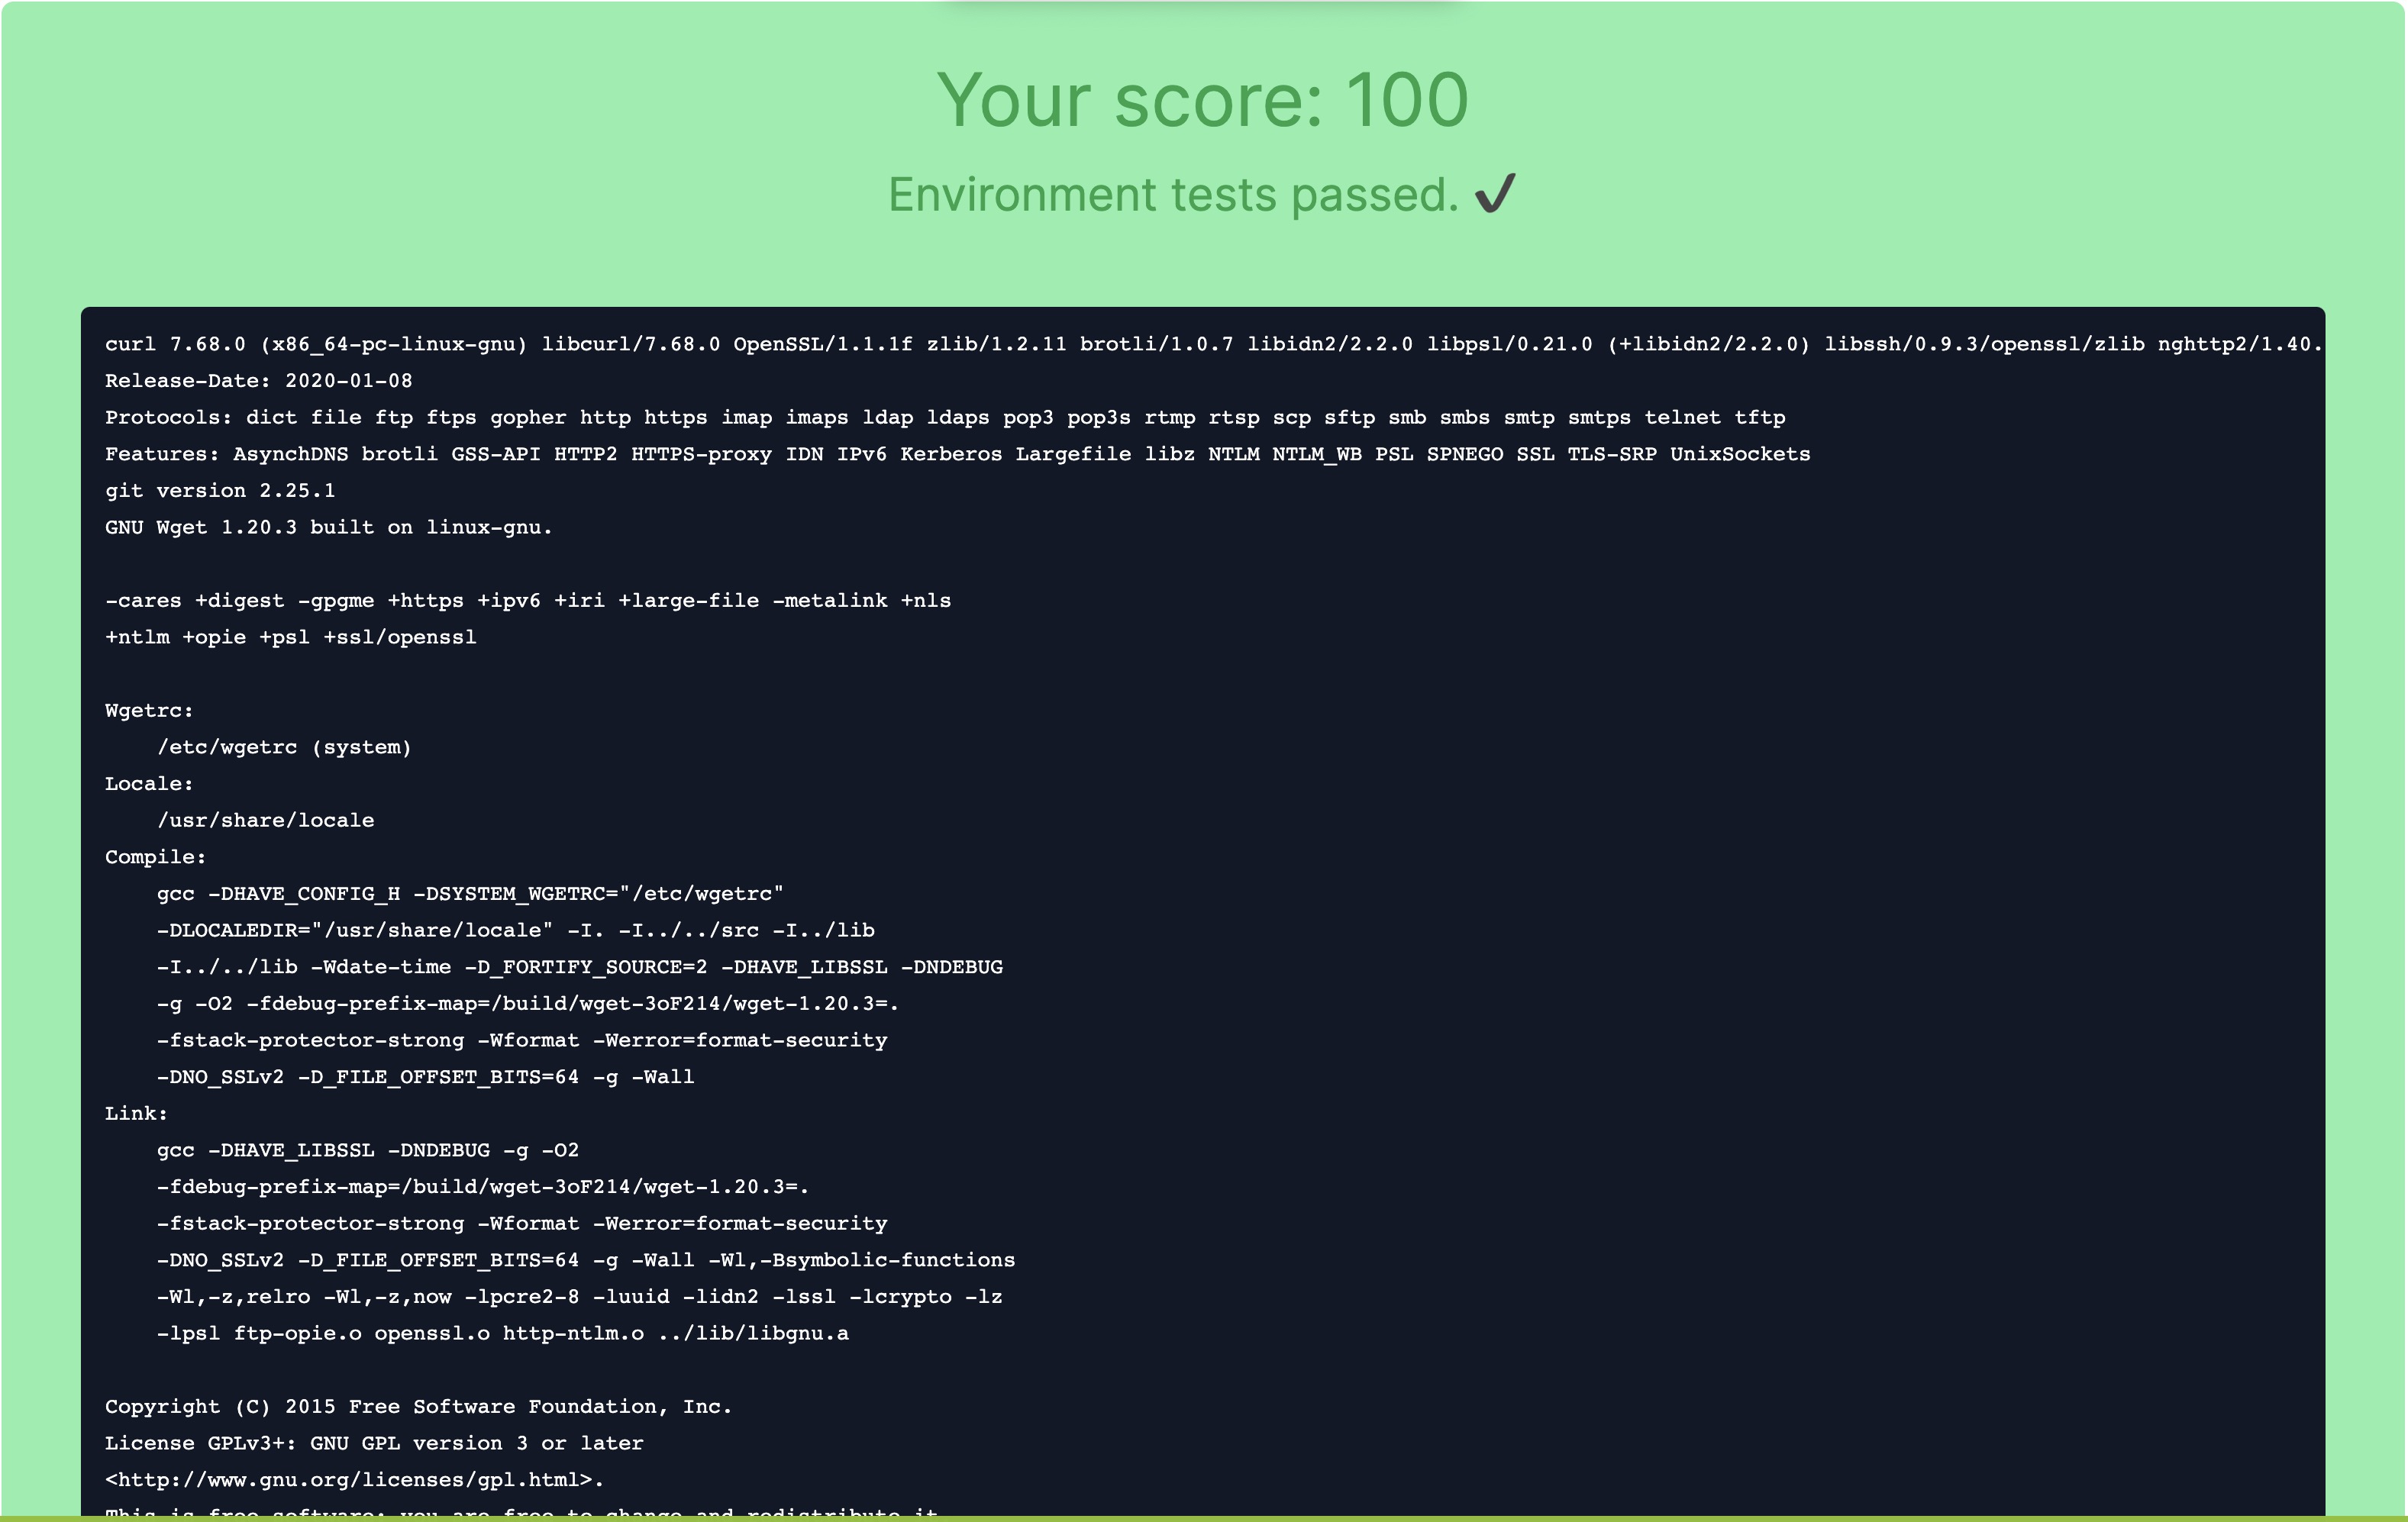 Your score: 100
Environment tests passed. ✔
curl 7.68.0 (x86_64-pc-linux-gnu) libcurl/7.68.0 OpenSSL/1.1.1f zlib/1.2.11 brotli/1.0.7 libidn2/2.2.0 libpsl/0.21.0 (+libidn2/2.2.0) libssh/0.9.3/openssl/zlib nghttp2/1.40.
Release-Date: 2020-01-08
Protocols: dict file ftp ftps gopher http https imap imaps ldap ldaps pop3 pop3s rtmp rtsp scp sftp smb smbs smtp smtps telnet tftp
Features: AsynchDNS brotli GSS-API HTTP2 HTTPS-proxy IDN IPv6 Kerberos Largefile libz NTLM NTLM_WB PSL SPNEGO SSL TLS-SRP UnixSockets
git version 2.25.1
GNU Wget 1.20.3 built on linux-gnu.
-cares +digest -gpgme +https +ipv6 +iri +large-file -metalink +nls
+ntlm +opie +psl +ssl/openssl
Wgetrc:
/etc/wgetrc (system)
Locale:
/usr/share/locale
Compile:
gcc -DHAVE_CONFIG_H -DSYSTEM_WGETRC="/etc/wgetrc"
-DLOCALEDIR="/usr/share/locale" -I. -I../../src -I../lib
-I../../lib -Wdate-time -D_FORTIFY_SOURCE=2 -DHAVE_LIBSSL -DNDEBUG
-g -O2 -fdebug-prefix-map=/build/wget-3oF214/wget-1.20.3=.
-fstack-protector-strong -Wformat -Werror=format-security
-DNO_SSLv2 -D_FILE_OFFSET_BITS=64 -g -Wall
Link:
gcc -DHAVE_LIBSSL -DNDEBUG -g -O2
-fdebug-prefix-map=/build/wget-3oF214/wget-1.20.3=.
-fstack-protector-strong -Wformat -Werror=format-security
-DNO_SSLv2 -D_FILE_OFFSET_BITS=64 -g -Wall -Wl,-Bsymbolic-functions
-Wl,-z,relro -Wl,-z,now -lpcre2-8 -luuid -lidn2 -lssl -lcrypto -lz
-lpsl ftp-opie.o openssl.o http-ntlm.o ../lib/libgnu.a
Copyright (C) 2015 Free Software Foundation, Inc.
License GPLv3+: GNU GPL version 3 or later
<http://www.gnu.org/licenses/gpl.html>.
This is free software: you are free to change and redistribute it